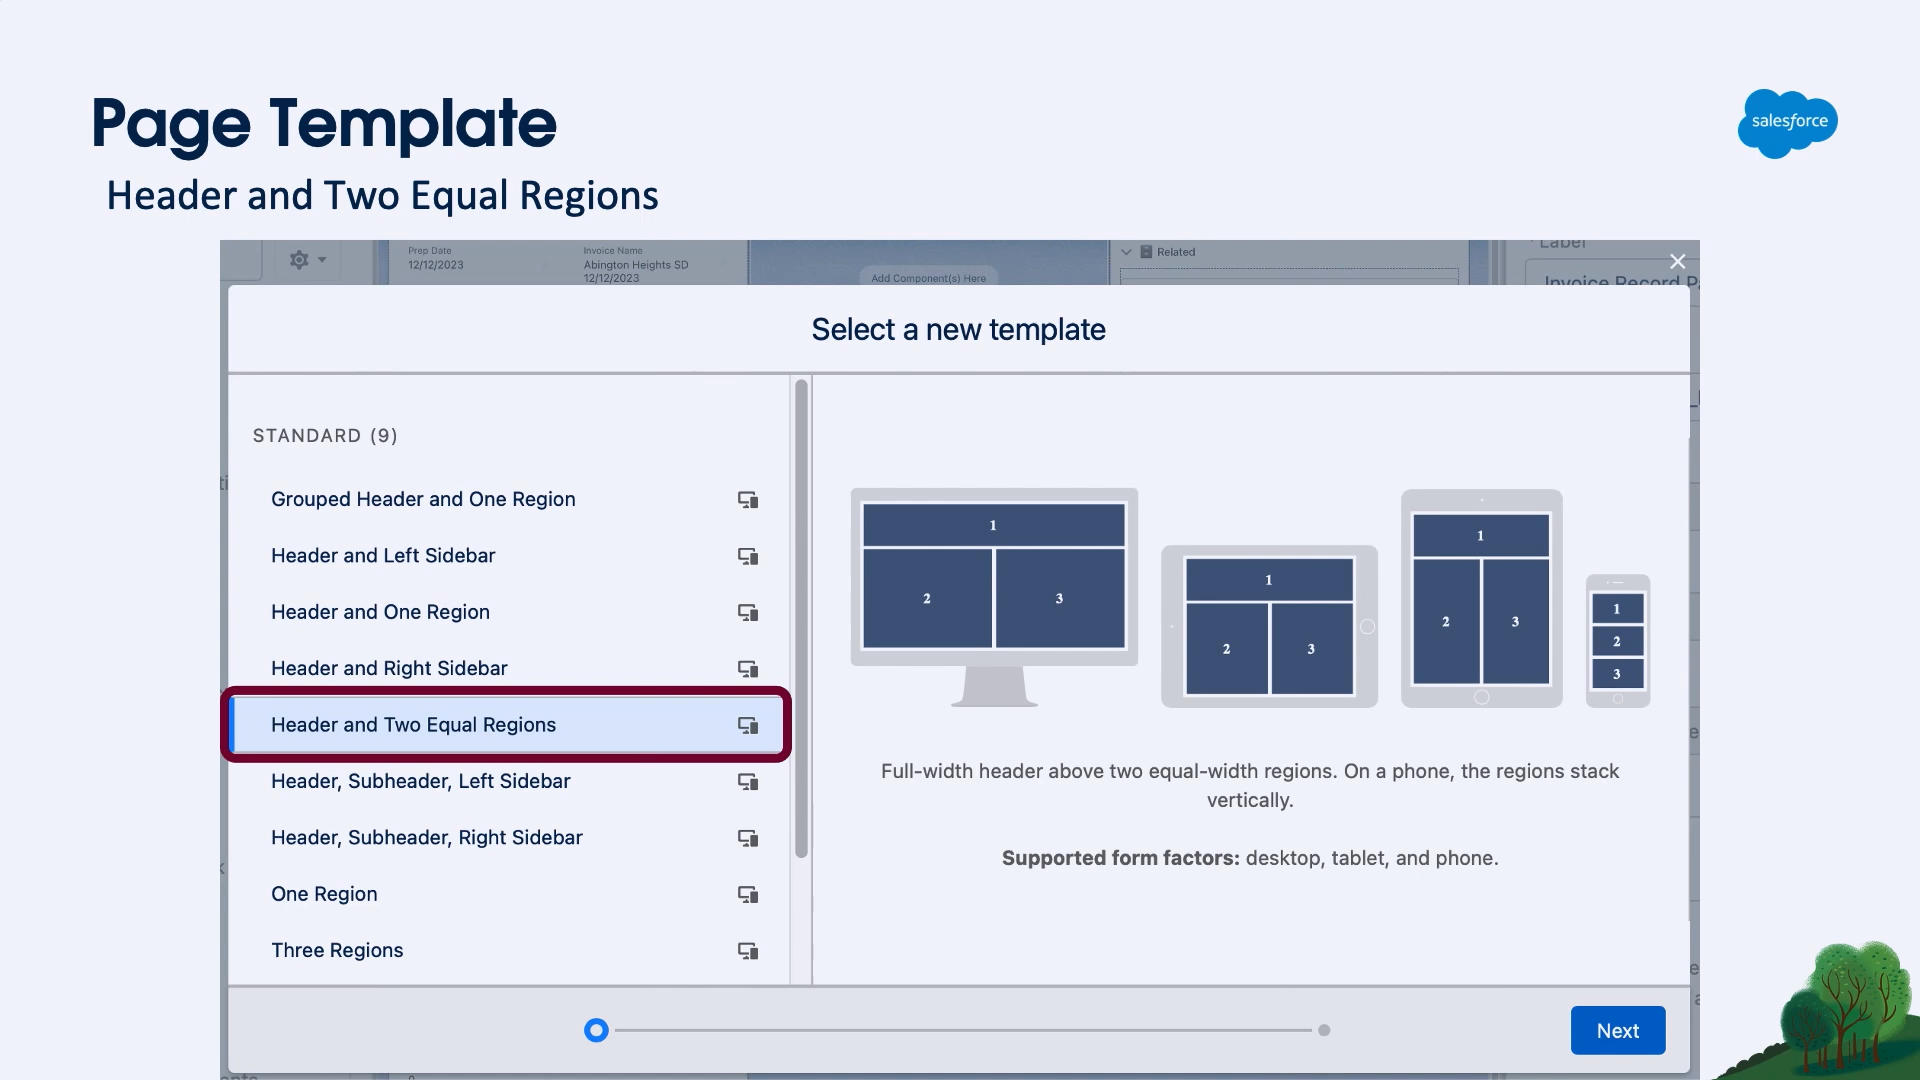 Page Template
salesforce
Header and Two Equal Regions
Prep Date
12/12/2023
Invoice Name
Abington Heights SD
12/12/2023
Add Component(s) Here
Related
Label
Invoice Record
Select a new template
STANDARD (9)
Grouped Header and One Region
Header and Left Sidebar
Header and One Region
Header and Right Sidebar
Header and Two Equal Regions
Header, Subheader, Left Sidebar
Header, Subheader, Right Sidebar
One Region
Three Regions
1
2 3
1
2 3
1
2 3
1
2
3
Full-width header above two equal-width regions. On a phone, the regions stack
vertically.
Supported form factors: desktop, tablet, and phone.
Next